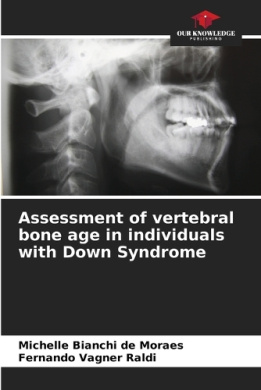 OUR KNOWLEDGE
PUBLISHING
Assessment of vertebral
bone age in individuals
with Down Syndrome
Michelle Bianchi de Moraes
Fernando Vagner Raldi